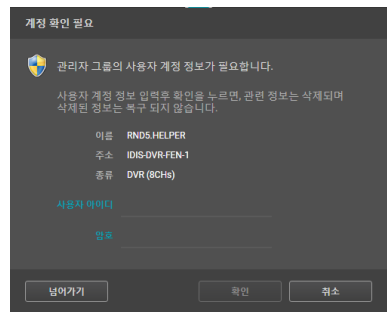 계정 확인 필요
관리자 그룹의 사용자 계정 정보가 필요합니다.
사용자 계정 정보 입력후 확인을 누르면, 관련 정보는 삭제되며
삭제된 정보는 복구 되지 않습니다.
이름 RND5.HELPER
주소 IDIS-DVR-FEN-1
종류 DVR (8CHs)
사용자 아이디
암호
넘어가기 확인 취소